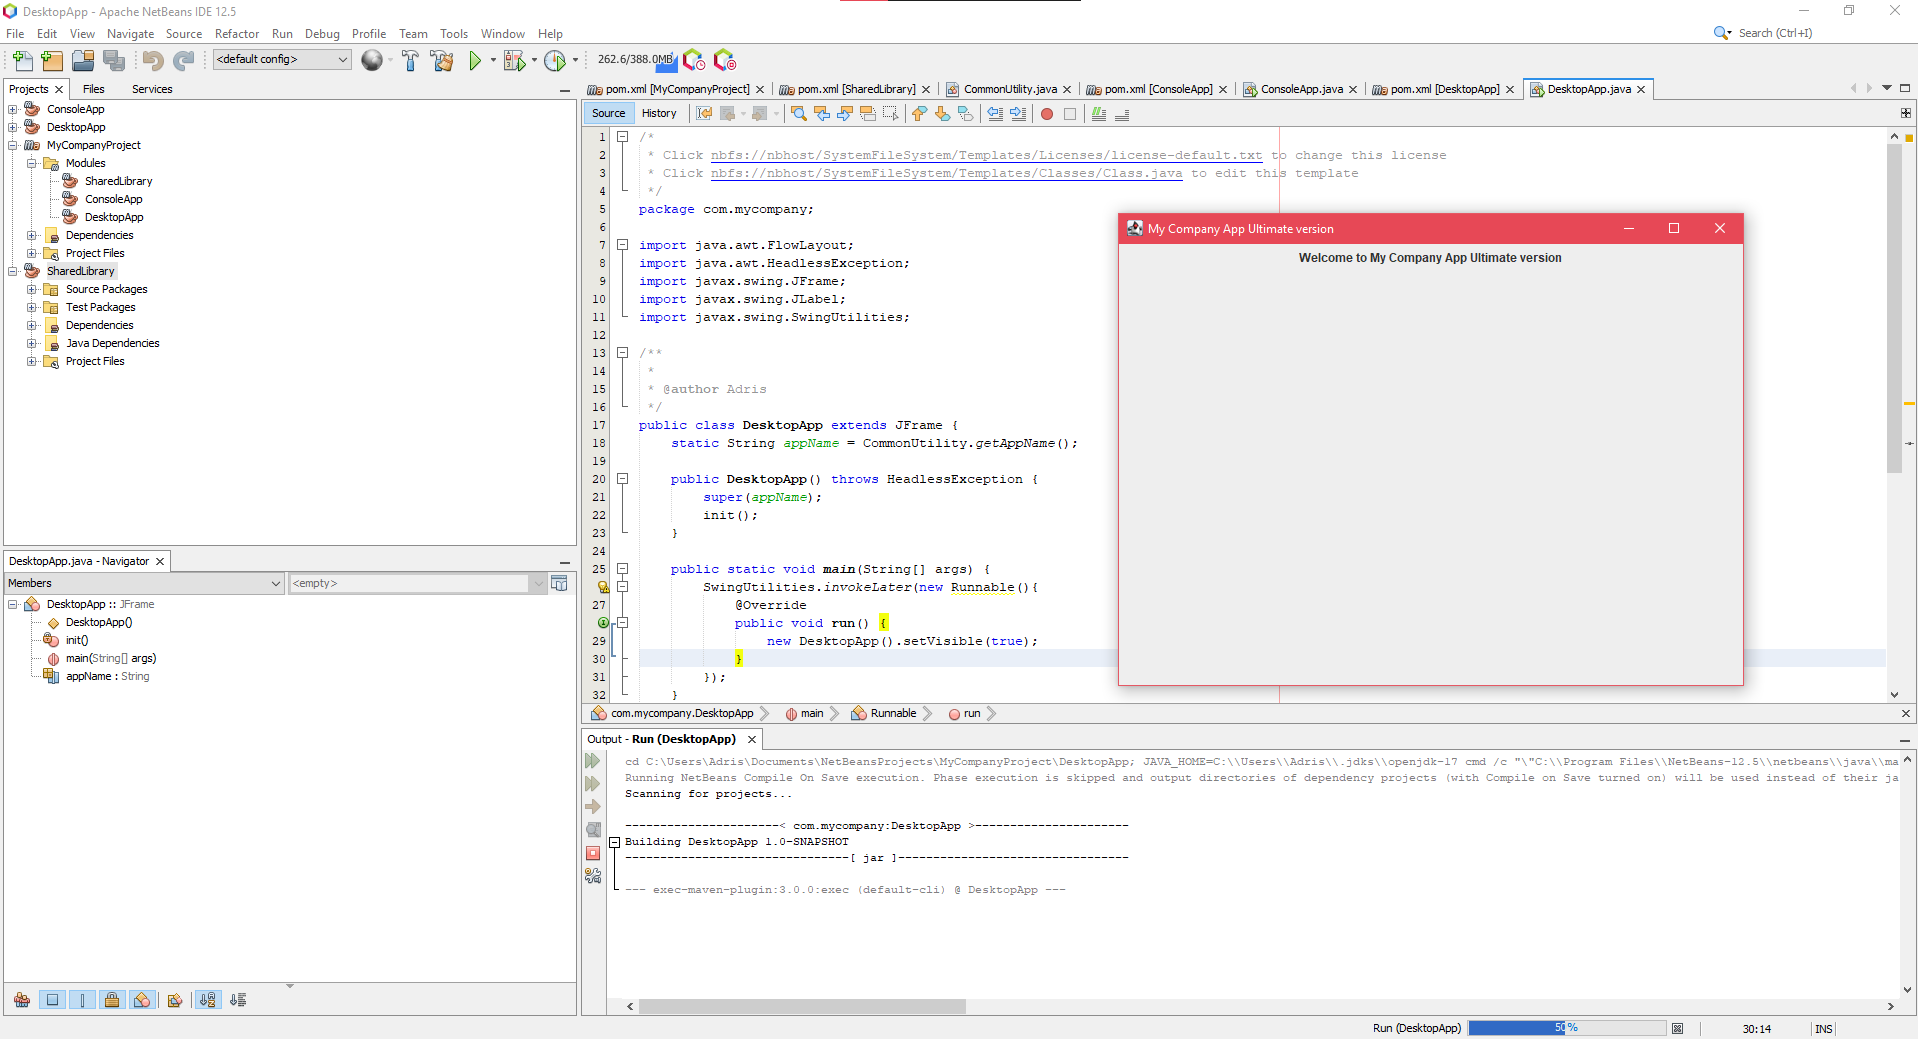 DesktopApp - Apache NetBeans IDE 12.5
File Edit View Navigate Source Refactor Run Debug Profile Team Tools Window Help
Search (Ctrl+I)
<default config>
262.6/388.0MB
Projects Files Services
ConsoleApp
DesktopApp
MyCompanyProject
Modules
SharedLibrary
ConsoleApp
DesktopApp
Dependencies
Project Files
SharedLibrary
Source Packages
Test Packages
Dependencies
Java Dependencies
Project Files
DesktopApp.java - Navigator
Members
<empty>
DesktopApp :: JFrame
DesktopApp()
init()
main(String[] args)
appName : String
pom.xml [MyCompanyProject] pom.xml [SharedLibrary] CommonUtility.java pom.xml [ConsoleApp] ConsoleApp.java pom.xml [DesktopApp] DesktopApp.java
Source History
1 /*
2 * Click nbfs://nbhost/SystemFileSystem/Templates/Licenses/license-default.txt to change this license
3 * Click nbfs://nbhost/SystemFileSystem/Templates/Classes/Class.java to edit this template
4 */
5 package com.mycompany;
6
7 import java.awt.FlowLayout;
8 import java.awt.HeadlessException;
9 import javax.swing.JFrame;
10 import javax.swing.JLabel;
11 import javax.swing.SwingUtilities;
12
13 /**
14 *
15 * @author Adris
16 */
17 public class DesktopApp extends JFrame {
18 static String appName = CommonUtility.getAppName();
19
20 public DesktopApp() throws HeadlessException {
21 super(appName);
22 init();
23 }
24
25 public static void main(String[] args) {
SwingUtilities.invokeLater(new Runnable(){
27 @Override
public void run() {
29 new DesktopApp().setVisible(true);
30 }
31 });
32 }
My Company App Ultimate version
Welcome to My Company App Ultimate version
com.mycompany.DesktopApp main Runnable run
Output - Run (DesktopApp)
cd C:\Users\Adris\Documents\NetBeansProjects\MyCompanyProject\DesktopApp; JAVA_HOME=C:\\Users\\Adris\\.jdks\\openjdk-17 cmd /c "\"C:\\Program Files\\NetBeans-12.5\\netbeans\\java\\ma
Running NetBeans Compile On Save execution. Phase execution is skipped and output directories of dependency projects (with Compile on Save turned on) will be used instead of their ja
Scanning for projects...
----------------------< com.mycompany:DesktopApp >----------------------
Building DesktopApp 1.0-SNAPSHOT
--------------------------------[ jar ]---------------------------------
--- exec-maven-plugin:3.0.0:exec (default-cli) @ DesktopApp ---
Run (DesktopApp) 50% 30:14 INS